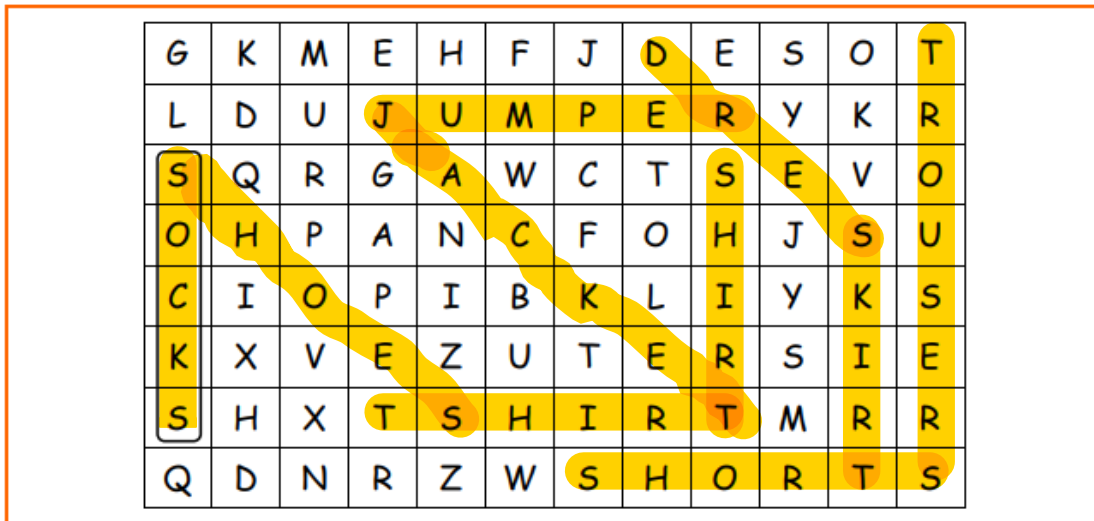 G K M E H F J D E S O T
L D U J U M P E R Y K R
S Q R G A W C T S E V O
O H P A N C F O H J S U
C I O P I B K L I Y K S
K X V E Z U T E R S I E
S H X T S H I R T M R R
Q D N R Z W S H O R T S